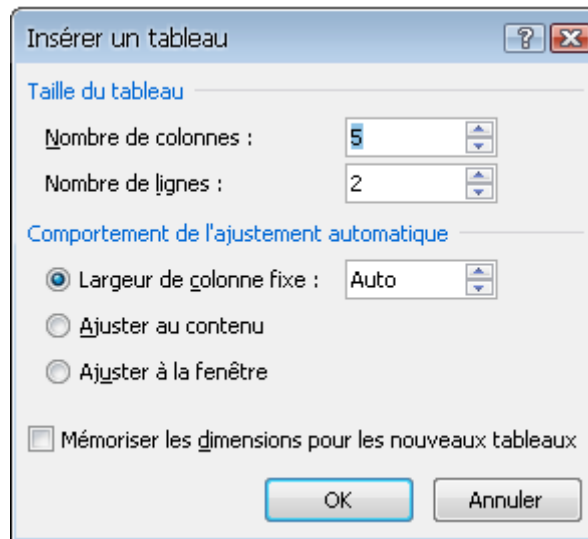 Insérer un tableau
Taille du tableau
Nombre de colonnes : 5
Nombre de lignes : 2
Comportement de l'ajustement automatique
Largeur de colonne fixe : Auto
Ajuster au contenu
Ajuster à la fenêtre
Mémoriser les dimensions pour les nouveaux tableaux
OK Annuler